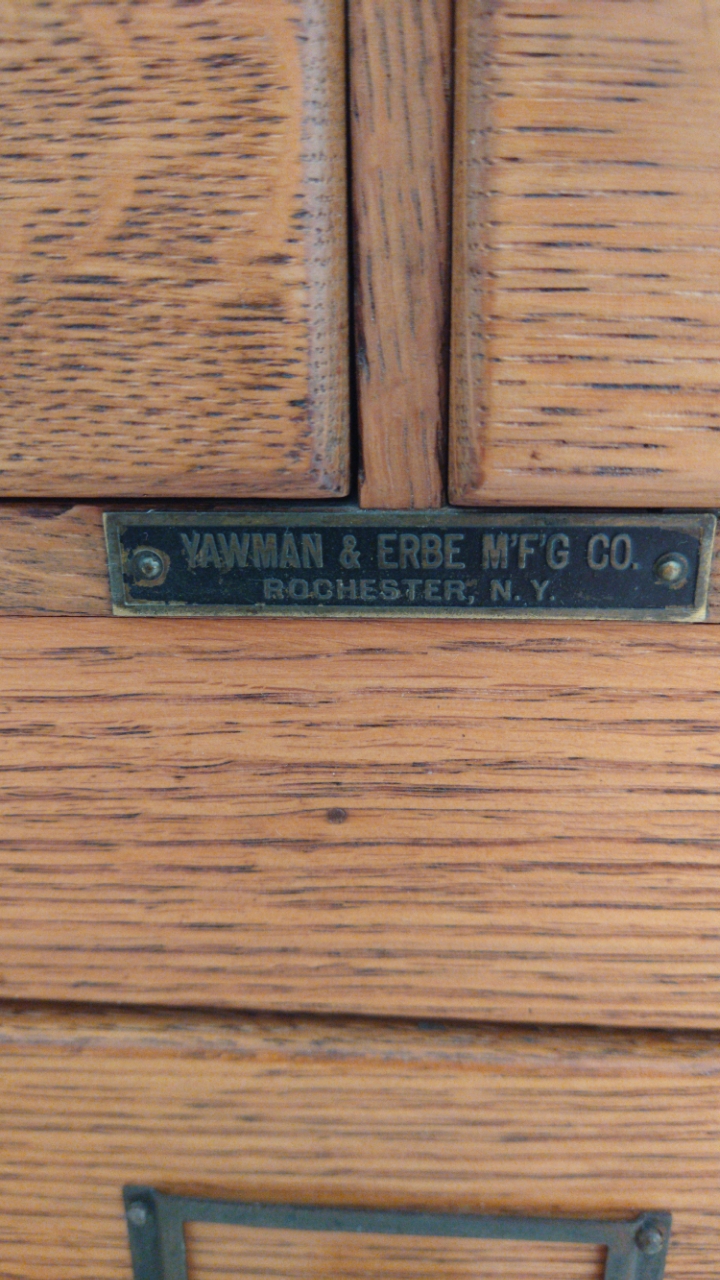 YAWMAN & ERBE M'F'G CO.
ROCHESTER, N. Y.